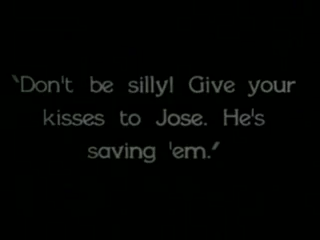 “Don't be silly! Give your
kisses to Jose. He's
saving 'em.”